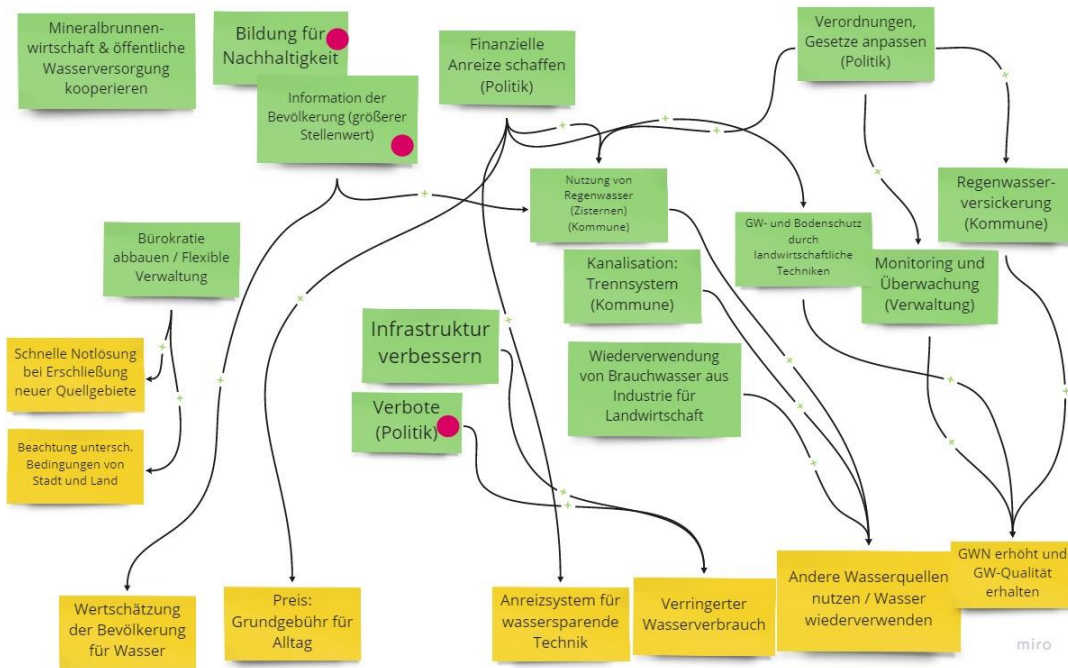 Mineralbrunnen-
wirtschaft & öffentliche
Wasserversorgung
kooperieren
Bildung für
Nachhaltigkeit
Information der
Bevölkerung (größerer
Stellenwert)
Finanzielle
Anreize schaffen
(Politik)
Verordnungen,
Gesetze anpassen
(Politik)
Nutzung von
Regenwasser
(Zisternen)
(Kommune)
GW- und Bodenschutz
durch
landwirtschaftliche
Techniken
Regenwasser-
versickerung
(Kommune)
Bürokratie
abbauen / Flexible
Verwaltung
Kanalisation:
Trennsystem
(Kommune)
Monitoring und
Überwachung
(Verwaltung)
Infrastruktur
verbessern
Wiederverwendung
von Brauchwasser aus
Industrie für
Landwirtschaft
Verbote
(Politik)
Schnelle Notlösung
bei Erschließung
neuer Quellgebiete
Beachtung untersch.
Bedingungen von
Stadt und Land
Wertschätzung
der Bevölkerung
für Wasser
Preis:
Grundgebühr für
Alltag
Anreizsystem für
wassersparende
Technik
Verringerter
Wasserverbrauch
Andere Wasserquellen
nutzen / Wasser
wiederverwenden
GWN erhöht und
GW-Qualität
erhalten
miro